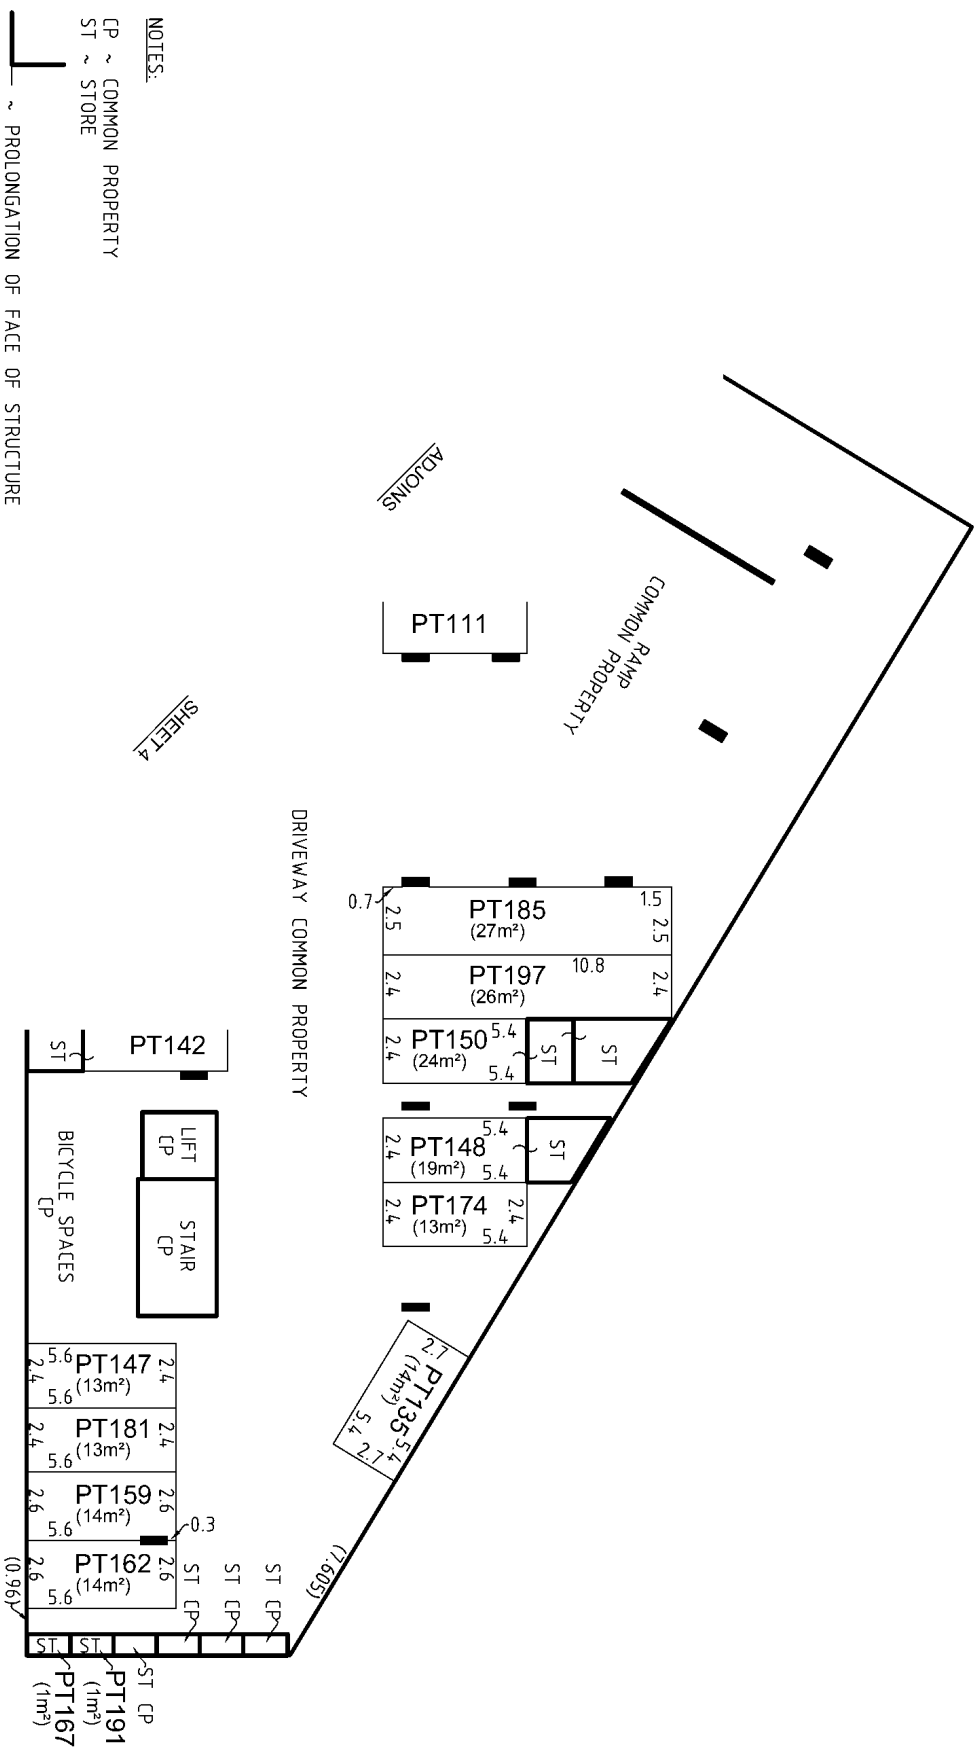 NOTES:
CP ~ COMMON PROPERTY
ST ~ STORE
~ PROLONGATION OF FACE OF STRUCTURE
ADJOINS
SHEET 4
RAMP
COMMON PROPERTY
PT111
DRIVEWAY COMMON PROPERTY
0.7
2.5
PT185
(27m²)
1.5
2.5
2.4
PT197
(26m²)
10.8
2.4
2.4
PT150
(24m²)
5.4
5.4
ST
ST
2.4
PT148
(19m²)
5.4
5.4
ST
2.4
PT174
(13m²)
2.4
5.4
ST
PT142
LIFT
CP
STAIR
CP
BICYCLE SPACES
CP
2.7
PT135
(14m²)
5.4
5.4
2.7
5.6
PT147
(13m²)
2.4
2.4
5.6
PT181
(13m²)
2.4
2.4
PT159
(14m²)
2.6
2.6
5.6
0.3
PT162
(14m²)
2.6
2.6
5.6
(0.96)
(7.605)
ST CP
ST CP
ST CP
ST CP
ST
ST
PT191
(1m²)
PT167
(1m²)